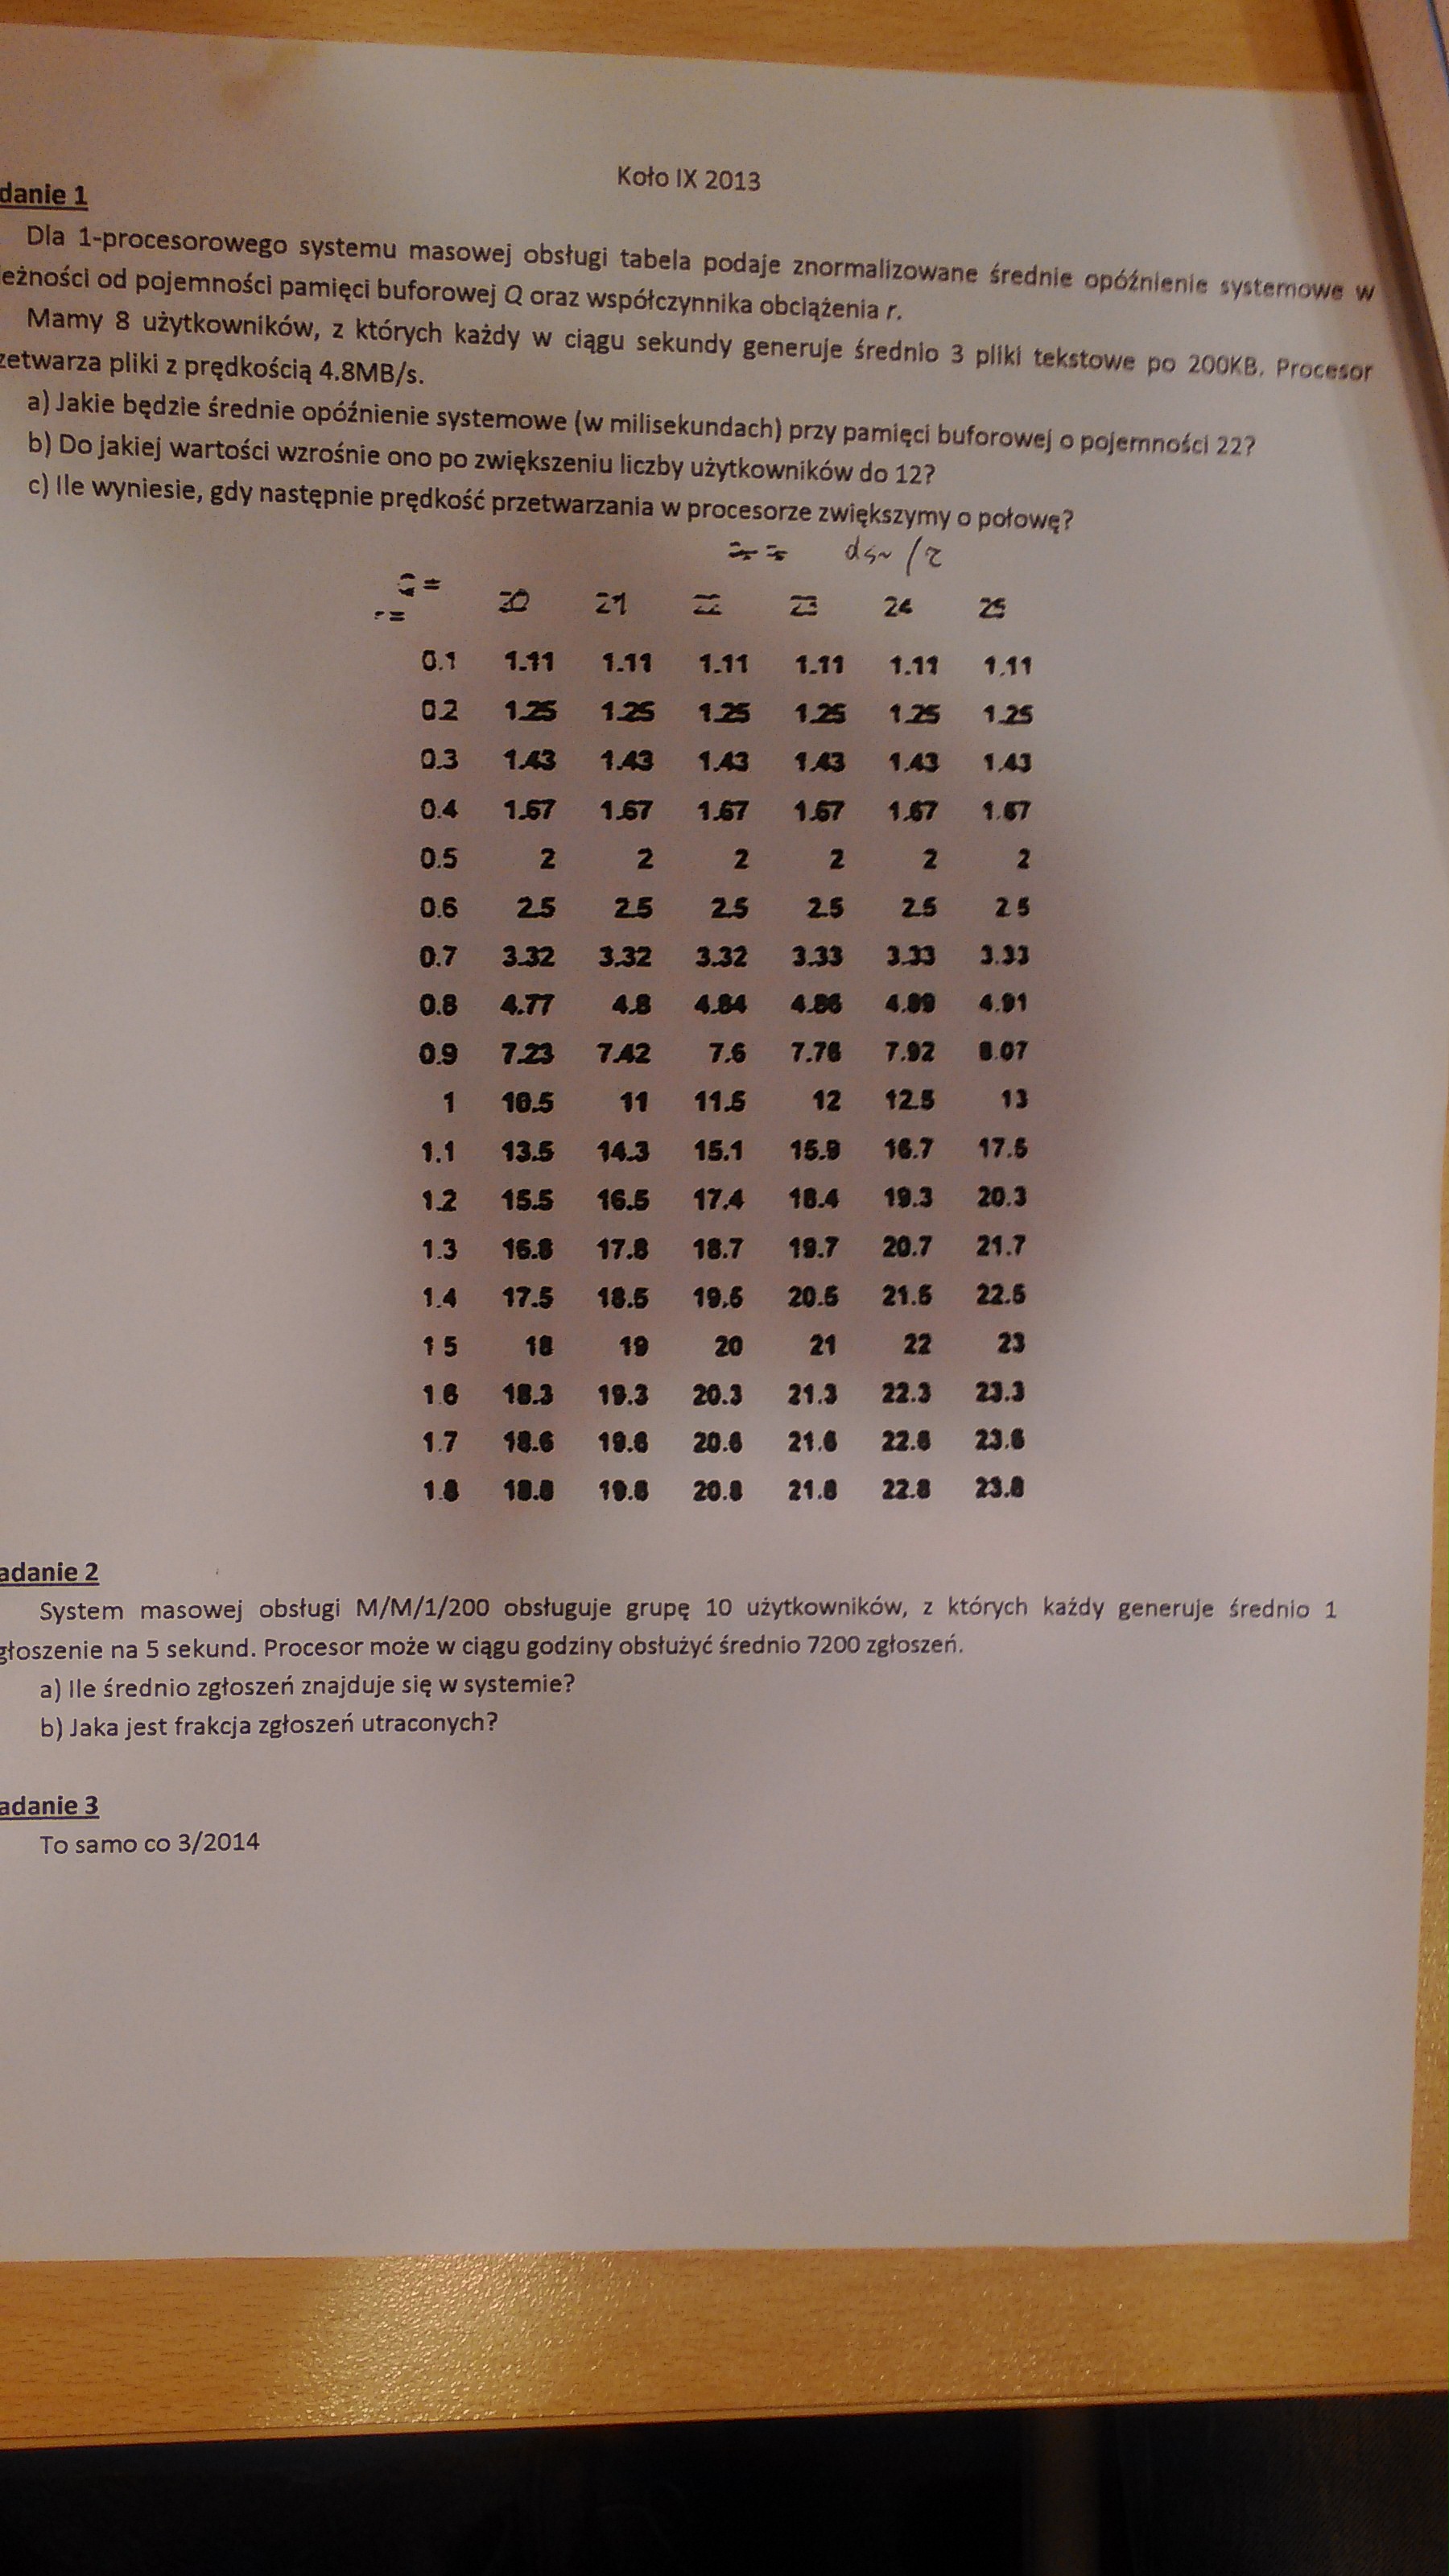 Koło IX 2013
danie 1
Dla 1-procesorowego systemu masowej obsługi tabela podaje znormalizowane średnie opóźnienie systemowe w
eżności od pojemności pamięci buforowej Q oraz współczynnika obciążenia r.
Mamy 8 użytkowników, z których każdy w ciągu sekundy generuje średnio 3 pliki tekstowe po 200KB. Procesor
zetwarza pliki z prędkością 4.8MB/s.
a) Jakie będzie średnie opóźnienie systemowe (w milisekundach) przy pamięci buforowej o pojemności 22?
b) Do jakiej wartości wzrośnie ono po zwiększeniu liczby użytkowników do 12?
c) Ile wyniesie, gdy następnie prędkość przetwarzania w procesorze zwiększymy o połowę?
Q =
r = 20 21 22 23 24 25
0.1 1.11 1.11 1.11 1.11 1.11 1.11
0.2 1.25 1.25 1.25 1.25 1.25 1.25
0.3 1.43 1.43 1.43 1.43 1.43 1.43
0.4 1.67 1.67 1.67 1.67 1.67 1.67
0.5 2 2 2 2 2 2
0.6 2.5 2.5 2.5 2.5 2.5 2.5
0.7 3.32 3.32 3.32 3.33 3.33 3.33
0.8 4.77 4.8 4.84 4.86 4.89 4.91
0.9 7.23 7.42 7.6 7.76 7.92 8.07
1 10.5 11 11.5 12 12.5 13
1.1 13.5 14.3 15.1 15.9 16.7 17.5
1.2 15.5 16.5 17.4 18.4 19.3 20.3
1.3 16.8 17.8 18.7 19.7 20.7 21.7
1.4 17.5 18.5 19.5 20.5 21.5 22.5
1.5 18 19 20 21 22 23
1.6 18.3 19.3 20.3 21.3 22.3 23.3
1.7 18.6 19.6 20.6 21.6 22.6 23.6
1.8 18.8 19.8 20.8 21.8 22.8 23.8
adanie 2
System masowej obsługi M/M/1/200 obsługuje grupę 10 użytkowników, z których każdy generuje średnio 1
głoszenie na 5 sekund. Procesor może w ciągu godziny obsłużyć średnio 7200 zgłoszeń.
a) Ile średnio zgłoszeń znajduje się w systemie?
b) Jaka jest frakcja zgłoszeń utraconych?
adanie 3
To samo co 3/2014